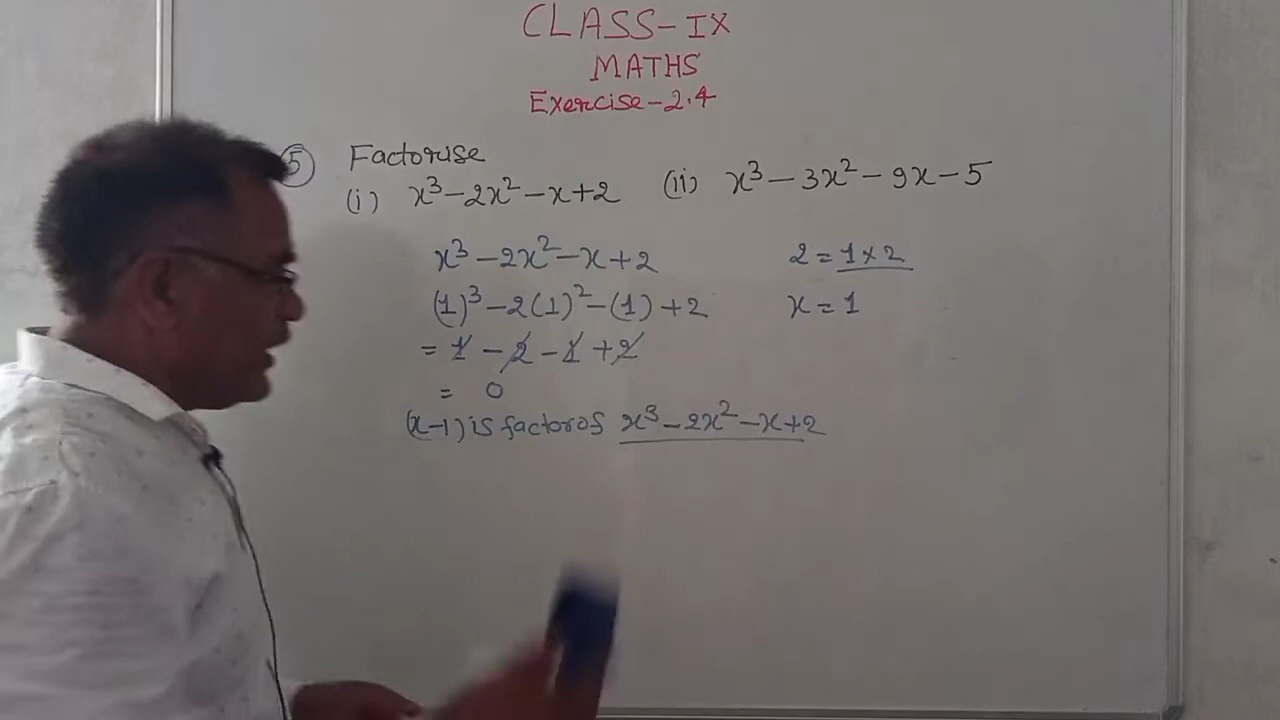 CLASS-IX
MATHS
Exercise-2.4
⑤ Factorise
(i) x³-2x²-x+2 (ii) x³-3x²-9x-5
x³-2x²-x+2 2=1×2
(1)³-2(1)²-(1)+2 x=1
= 1-2-1+2
= 0
(x-1) is factor of x³-2x²-x+2